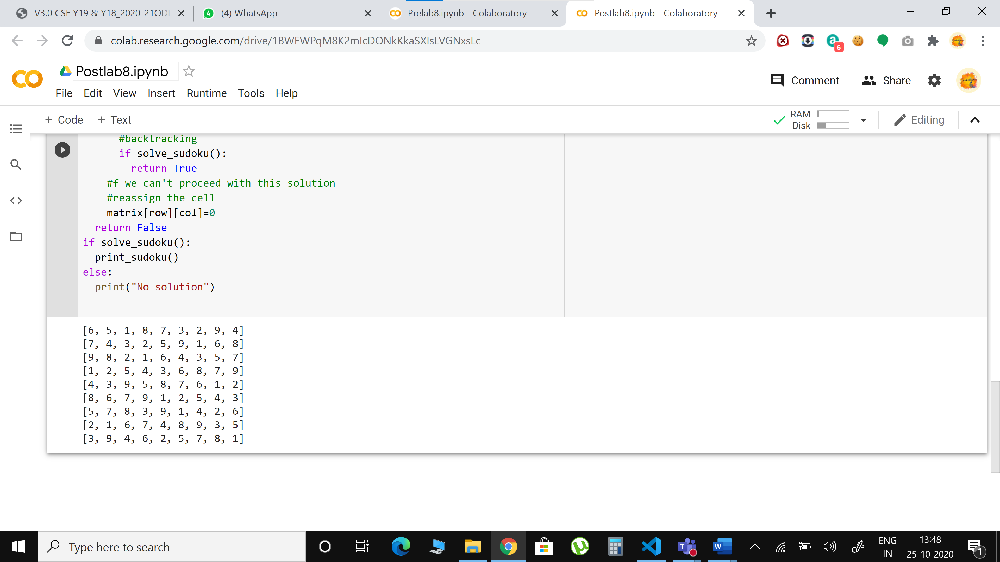 V3.0 CSE Y19 & Y18_2020-21OD
4
(4) WhatsApp
Prelab8.ipynb - Colaboratory
Postlab8.ipynb - Colaboratory
colab.research.google.com/drive/1BWFWPqM8K2mIcDONkKkaSXIsLVGNxsLc
a
6
Postlab8.ipynb
Comment
Share
File Edit View Insert Runtime Tools Help
+ Code + Text
RAM
Disk
Editing
#backtracking
if solve_sudoku():
return True
#f we can't proceed with this solution
#reassign the cell
matrix[row][col]=0
return False
if solve_sudoku():
print_sudoku()
else:
print("No solution")
[6, 5, 1, 8, 7, 3, 2, 9, 4]
[7, 4, 3, 2, 5, 9, 1, 6, 8]
[9, 8, 2, 1, 6, 4, 3, 5, 7]
[1, 2, 5, 4, 3, 6, 8, 7, 9]
[4, 3, 9, 5, 8, 7, 6, 1, 2]
[8, 6, 7, 9, 1, 2, 5, 4, 3]
[5, 7, 8, 3, 9, 1, 4, 2, 6]
[2, 1, 6, 7, 4, 8, 9, 3, 5]
[3, 9, 4, 6, 2, 5, 7, 8, 1]
Type here to search
ENG
IN
13:48
25-10-2020
1